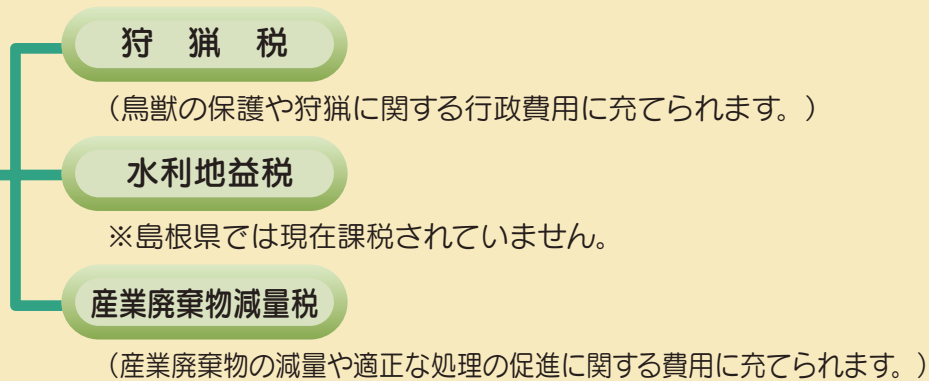 狩　猟　税
（鳥獣の保護や狩猟に関する行政費用に充てられます。）
水利地益税
※島根県では現在課税されていません。
産業廃棄物減量税
（産業廃棄物の減量や適正な処理の促進に関する費用に充てられます。）